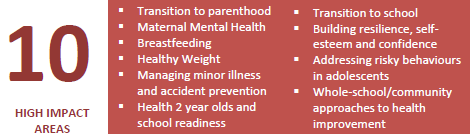 10
HIGH IMPACT
AREAS
▪ Transition to parenthood
▪ Maternal Mental Health
▪ Breastfeeding
▪ Healthy Weight
▪ Managing minor illness
and accident prevention
▪ Health 2 year olds and
school readiness
▪ Transition to school
▪ Building resilience, self-
esteem and confidence
▪ Addressing risky behaviours
in adolescents
▪ Whole-school/community
approaches to health
improvement